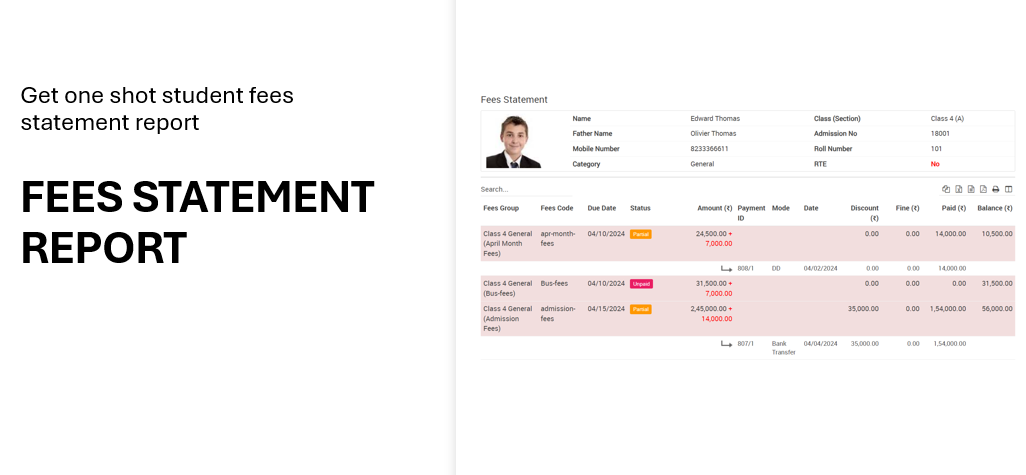 Get one shot student fees
statement report
FEES STATEMENT
REPORT
Fees Statement
Name Edward Thomas Class (Section) Class 4 (A)
Father Name Olivier Thomas Admission No 18001
Mobile Number 8233366611 Roll Number 101
Category General RTE No
Search...
Fees Group Fees Code Due Date Status Amount (₹) Payment Mode Date Discount Fine (₹) Paid (₹) Balance (₹)
ID (₹)
Class 4 General apr-month- 04/10/2024 Partial 24,500.00 + 0.00 0.00 14,000.00 10,500.00
(April Month fees 7,000.00
Fees)
808/1 DD 04/02/2024 0.00 0.00 14,000.00
Class 4 General Bus-fees 04/10/2024 Unpaid 31,500.00 + 0.00 0.00 0.00 31,500.00
(Bus-fees) 7,000.00
Class 4 General admission- 04/15/2024 Partial 2,45,000.00 + 35,000.00 0.00 1,54,000.00 56,000.00
(Admission fees 14,000.00
Fees)
807/1 Bank 04/04/2024 35,000.00 0.00 1,54,000.00
Transfer